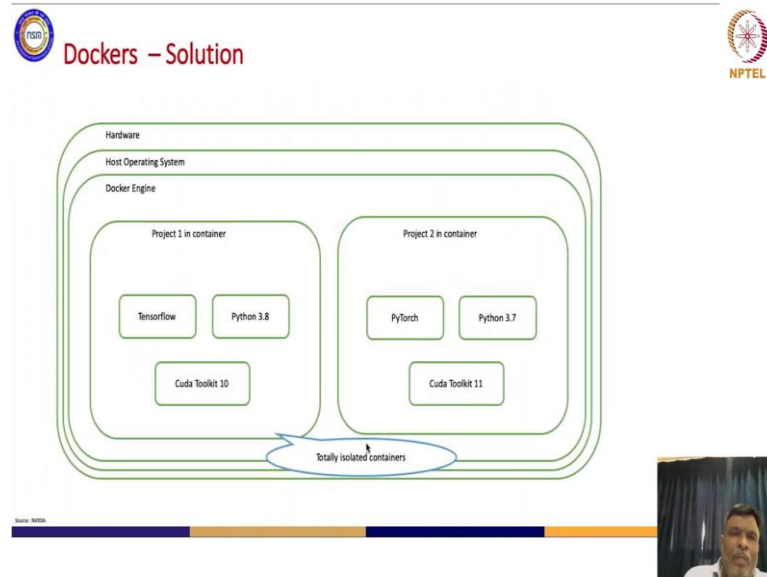 nsm
NPTEL
Dockers – Solution
Hardware
Host Operating System
Docker Engine
Project 1 in container
Project 2 in container
Tensorflow
Python 3.8
PyTorch
Python 3.7
Cuda Toolkit 10
Cuda Toolkit 11
Totally isolated containers
Source : NVIDIA